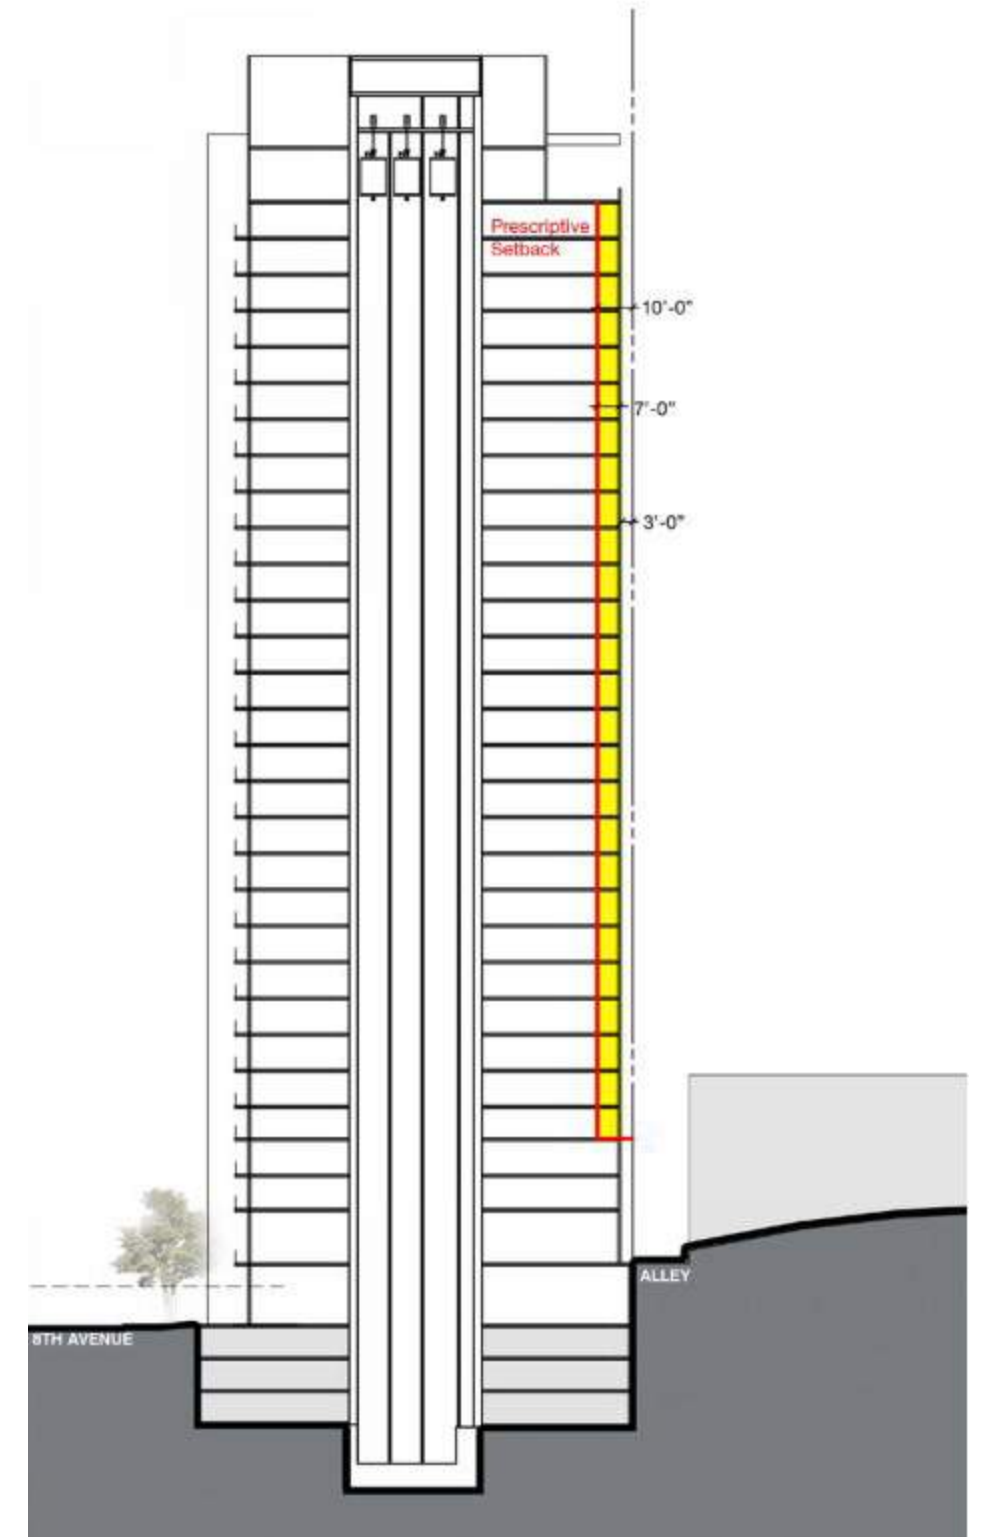 Prescriptive
Setback
10'-0"
7'-0"
3'-0"
ALLEY
8TH AVENUE